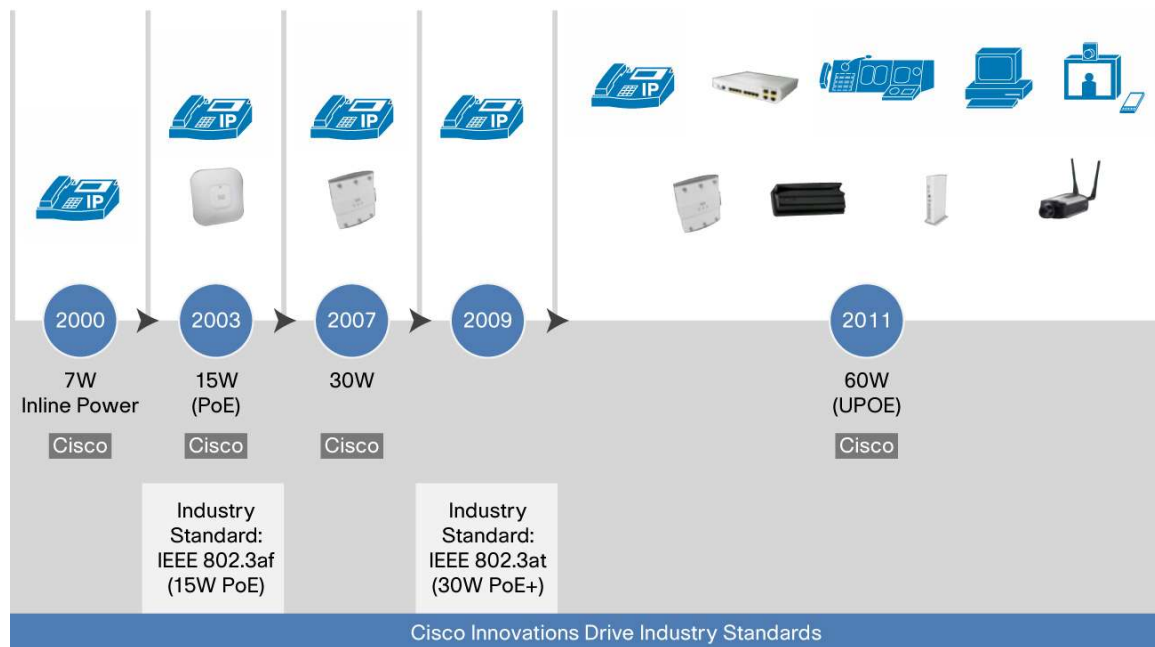 IP
IP
IP
IP
IP
2000
2003
2007
2009
2011
7W
Inline Power
Cisco
15W
(PoE)
Cisco
30W
Cisco
60W
(UPOE)
Cisco
Industry
Standard:
IEEE 802.3af
(15W PoE)
Industry
Standard:
IEEE 802.3at
(30W PoE+)
Cisco Innovations Drive Industry Standards